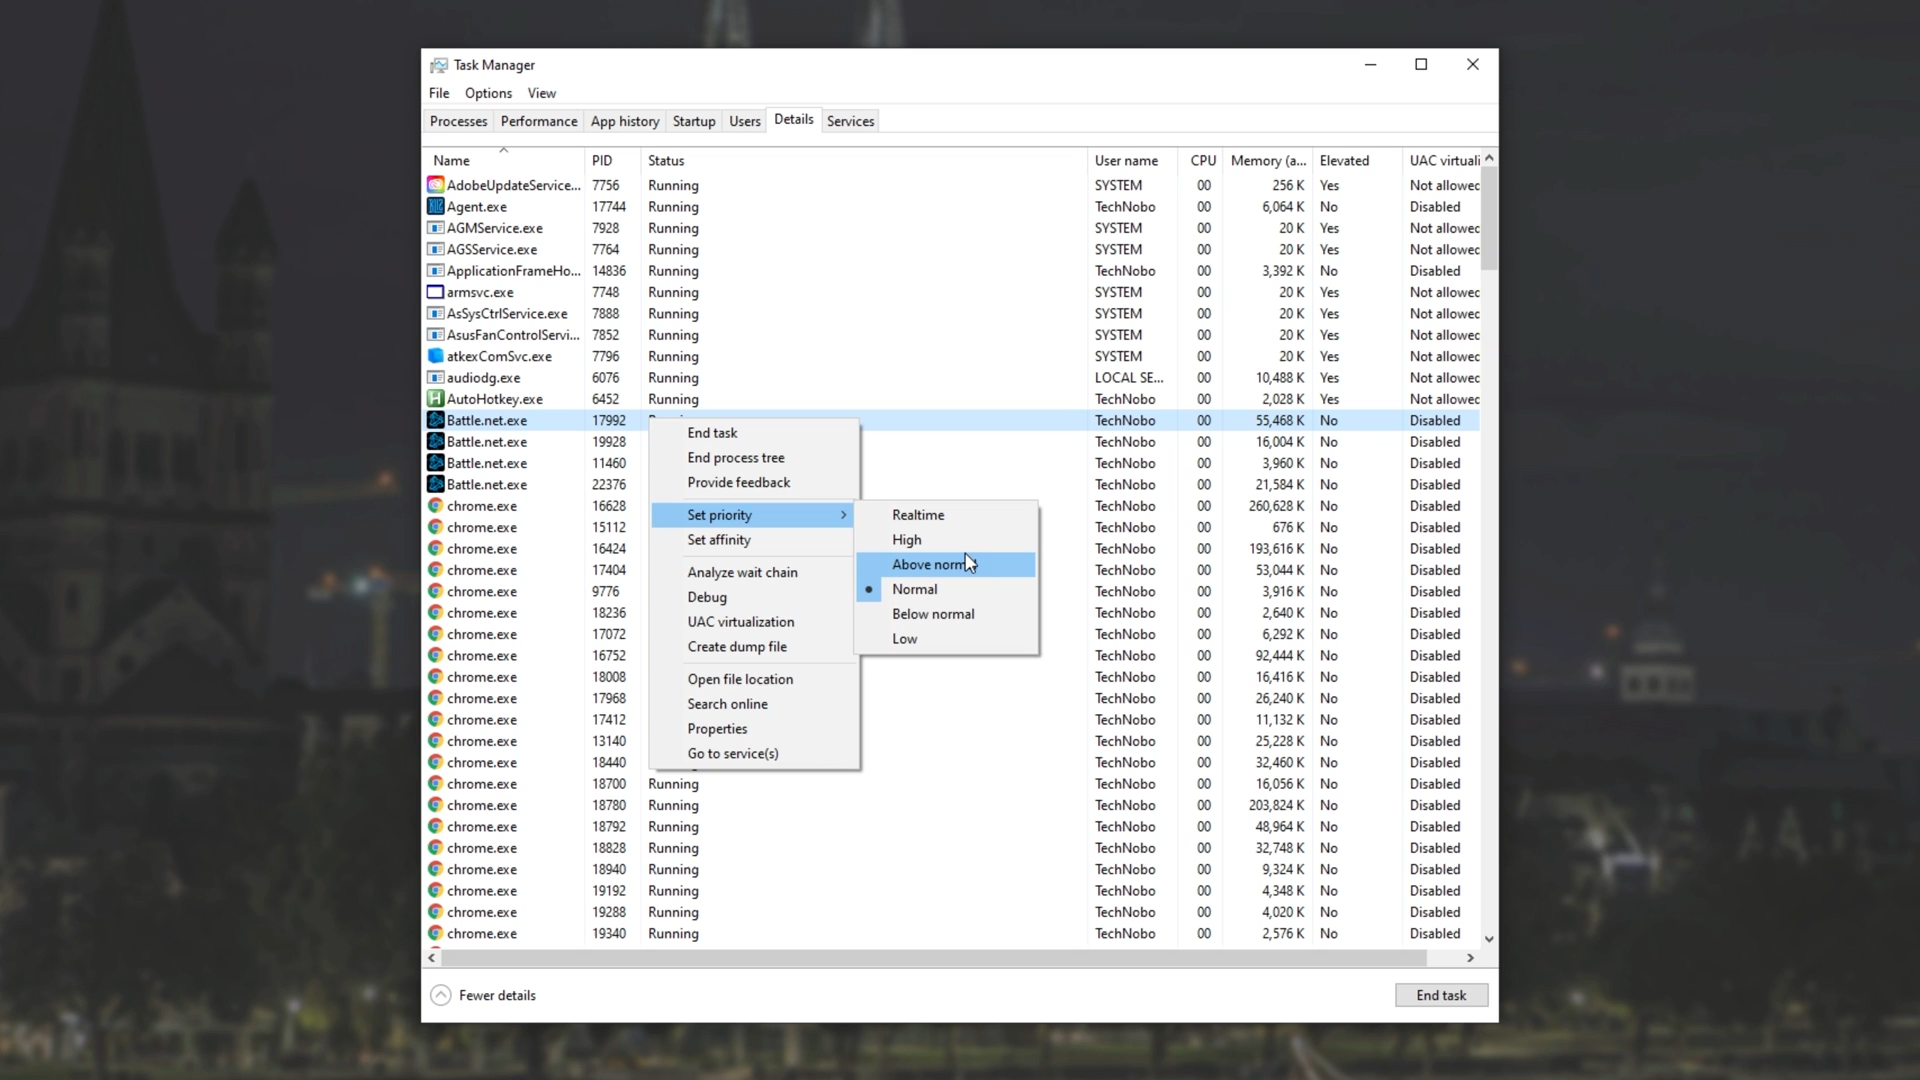 Task Manager
File Options View
Processes Performance App history Startup Users Details Services
Name PID Status User name CPU Memory (a... Elevated UAC virtuali
AdobeUpdateService... 7756 Running SYSTEM 00 256 K Yes Not allowed
Agent.exe 17744 Running TechNobo 00 6,064 K No Disabled
AGMService.exe 7928 Running SYSTEM 00 20 K Yes Not allowed
AGSService.exe 7764 Running SYSTEM 00 20 K Yes Not allowed
ApplicationFrameHo... 14836 Running TechNobo 00 3,392 K No Disabled
armsvc.exe 7748 Running SYSTEM 00 20 K Yes Not allowed
AsSysCtrlService.exe 7888 Running SYSTEM 00 20 K Yes Not allowed
AsusFanControlServi... 7852 Running SYSTEM 00 20 K Yes Not allowed
atkexComSvc.exe 7796 Running SYSTEM 00 20 K Yes Not allowed
audiodg.exe 6076 Running LOCAL SE... 00 10,488 K Yes Not allowed
AutoHotkey.exe 6452 Running TechNobo 00 2,028 K Yes Not allowed
Battle.net.exe 17992 TechNobo 00 55,468 K No Disabled
Battle.net.exe 19928 TechNobo 00 16,004 K No Disabled
Battle.net.exe 11460 TechNobo 00 3,960 K No Disabled
Battle.net.exe 22376 TechNobo 00 21,584 K No Disabled
chrome.exe 16628 TechNobo 00 260,628 K No Disabled
chrome.exe 15112 TechNobo 00 676 K No Disabled
chrome.exe 16424 TechNobo 00 193,616 K No Disabled
chrome.exe 17404 TechNobo 00 53,044 K No Disabled
chrome.exe 9776 TechNobo 00 3,916 K No Disabled
chrome.exe 18236 TechNobo 00 2,640 K No Disabled
chrome.exe 17072 TechNobo 00 6,292 K No Disabled
chrome.exe 16752 TechNobo 00 92,444 K No Disabled
chrome.exe 18008 TechNobo 00 16,416 K No Disabled
chrome.exe 17968 TechNobo 00 26,240 K No Disabled
chrome.exe 17412 TechNobo 00 11,132 K No Disabled
chrome.exe 13140 TechNobo 00 25,228 K No Disabled
chrome.exe 18440 TechNobo 00 32,460 K No Disabled
chrome.exe 18700 Running TechNobo 00 16,056 K No Disabled
chrome.exe 18780 Running TechNobo 00 203,824 K No Disabled
chrome.exe 18792 Running TechNobo 00 48,964 K No Disabled
chrome.exe 18828 Running TechNobo 00 32,748 K No Disabled
chrome.exe 18940 Running TechNobo 00 9,324 K No Disabled
chrome.exe 19192 Running TechNobo 00 4,348 K No Disabled
chrome.exe 19288 Running TechNobo 00 4,020 K No Disabled
chrome.exe 19340 Running TechNobo 00 2,576 K No Disabled
End task
End process tree
Provide feedback
Set priority
Set affinity
Analyze wait chain
Debug
UAC virtualization
Create dump file
Open file location
Search online
Properties
Go to service(s)
Realtime
High
Above normal
Normal
Below normal
Low
Fewer details
End task